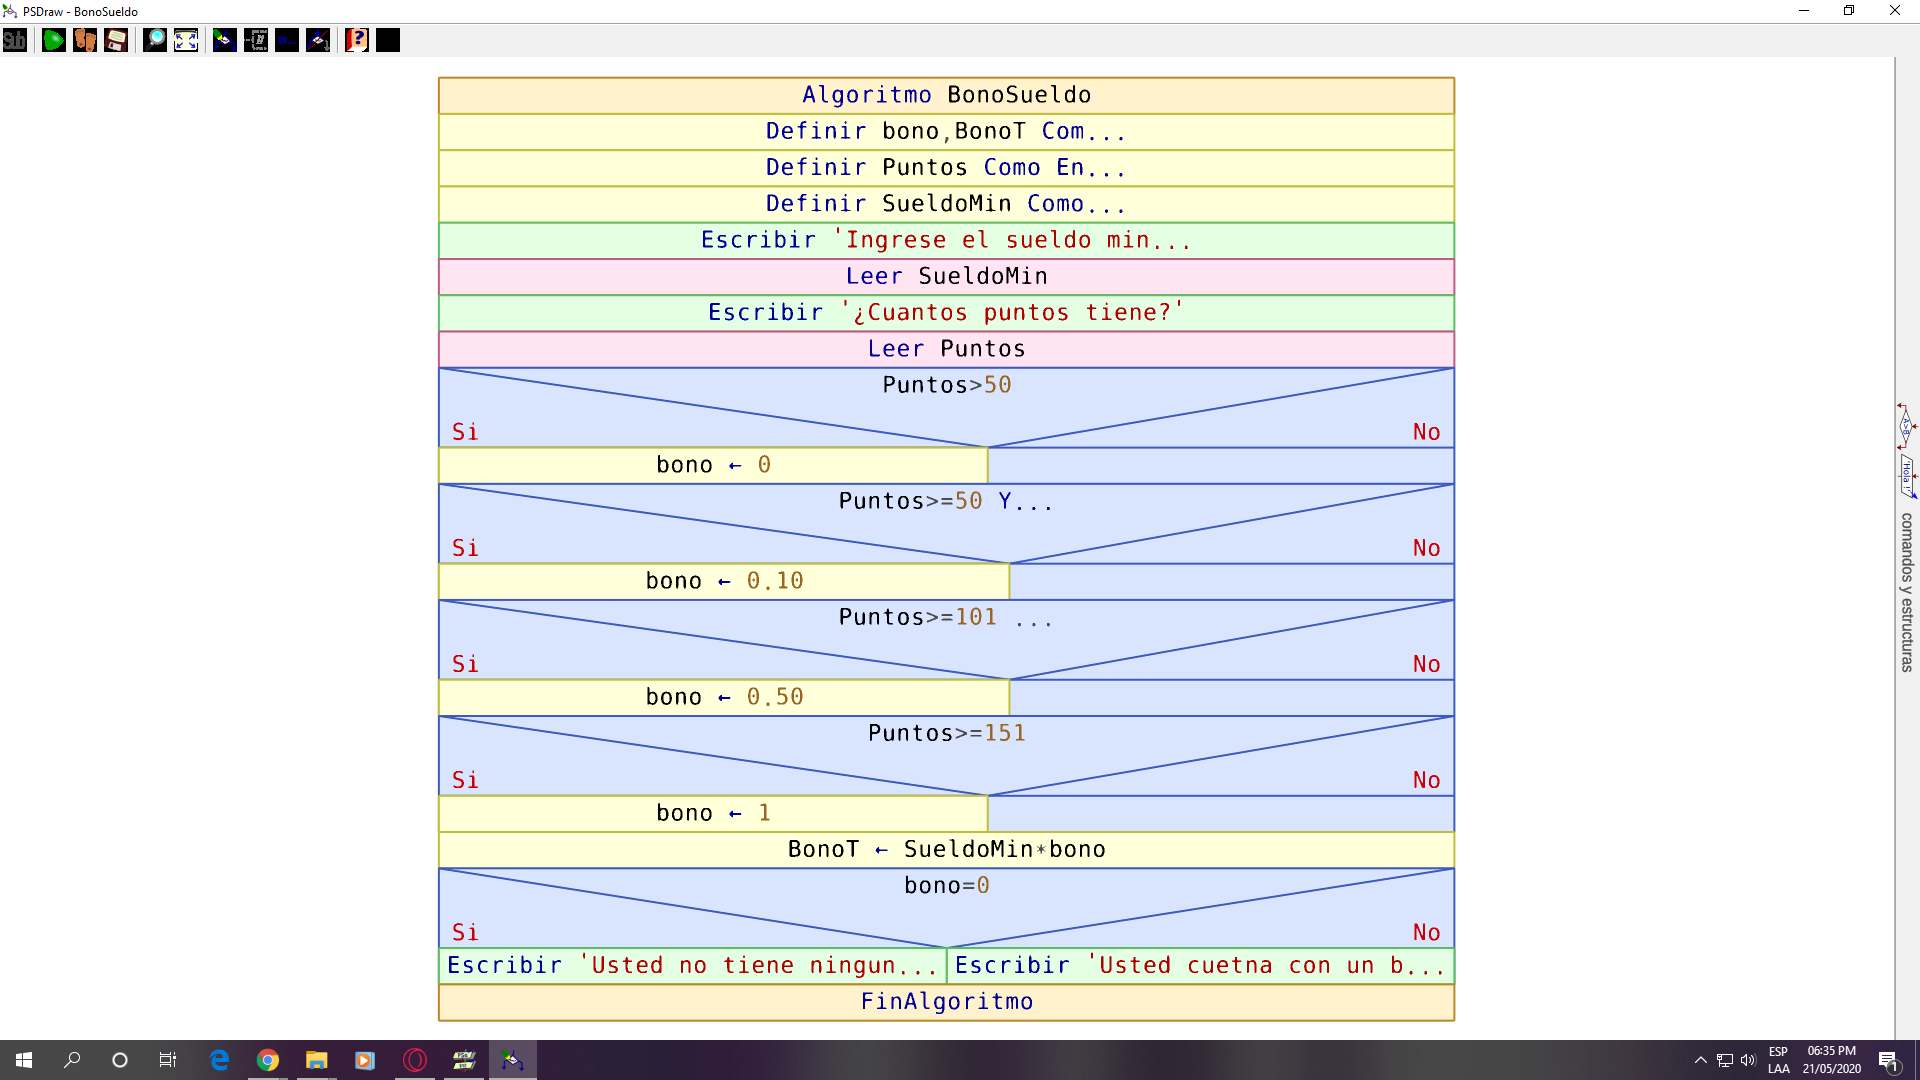 PSDraw - BonoSueldo
Sub
Algoritmo BonoSueldo
Definir bono,BonoT Com...
Definir Puntos Como En...
Definir SueldoMin Como...
Escribir 'Ingrese el sueldo min...
Leer SueldoMin
Escribir '¿Cuantos puntos tiene?'
Leer Puntos
Puntos>50
Si No
bono ← 0
Puntos>=50 Y...
Si No
bono ← 0.10
Puntos>=101 ...
Si No
bono ← 0.50
Puntos>=151
Si No
bono ← 1
BonoT ← SueldoMin*bono
bono=0
Si No
Escribir 'Usted no tiene ningun... Escribir 'Usted cuetna con un b...
FinAlgoritmo
A>B
'Hola !'
comandos y estructuras
ESP
LAA
06:35 PM
21/05/2020
1